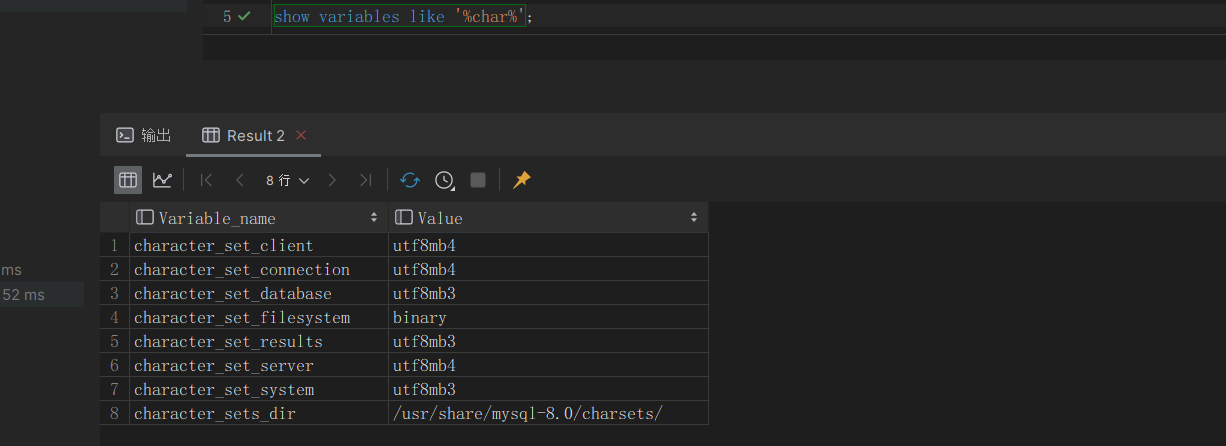 5 show variables like '%char%';
输出 Result 2
8 行
Variable_name Value
1 character_set_client utf8mb4
2 character_set_connection utf8mb4
ms
3 character_set_database utf8mb3
52 ms
4 character_set_filesystem binary
5 character_set_results utf8mb3
6 character_set_server utf8mb4
7 character_set_system utf8mb3
8 character_sets_dir /usr/share/mysql-8.0/charsets/